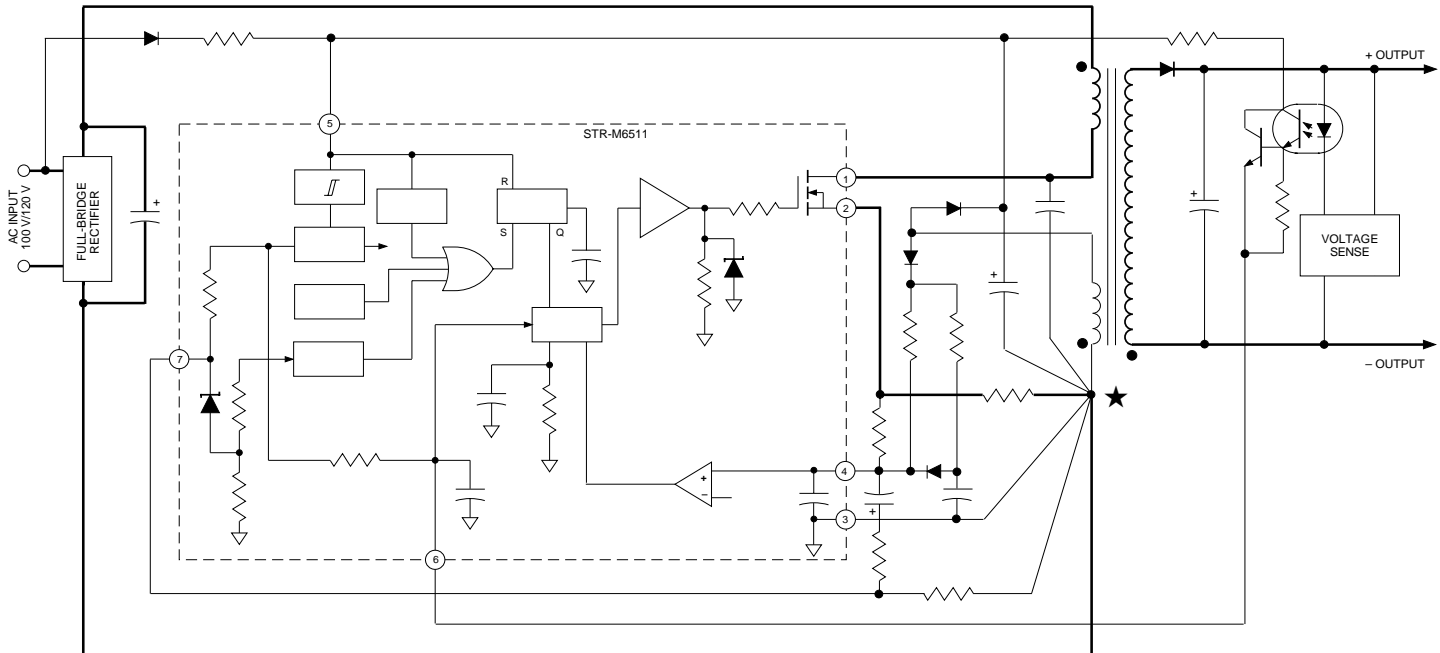 + OUTPUT
5
STR-M6511
R
1
AC INPUT
100 V/120 V
FULL-BRIDGE
RECTIFIER
+
2
+
S
Q
VOLTAGE
SENSE
+
7
– OUTPUT
★
+
–
4
+
3
6